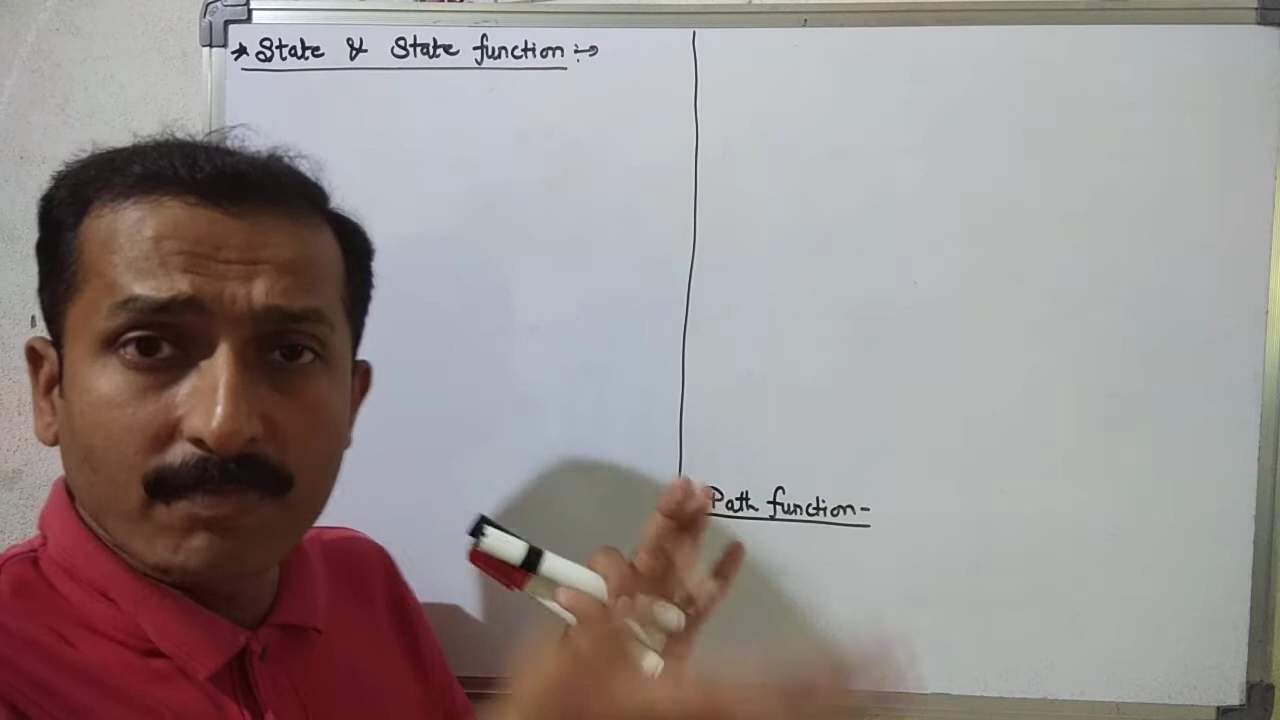 * State & State function :->
Path function -